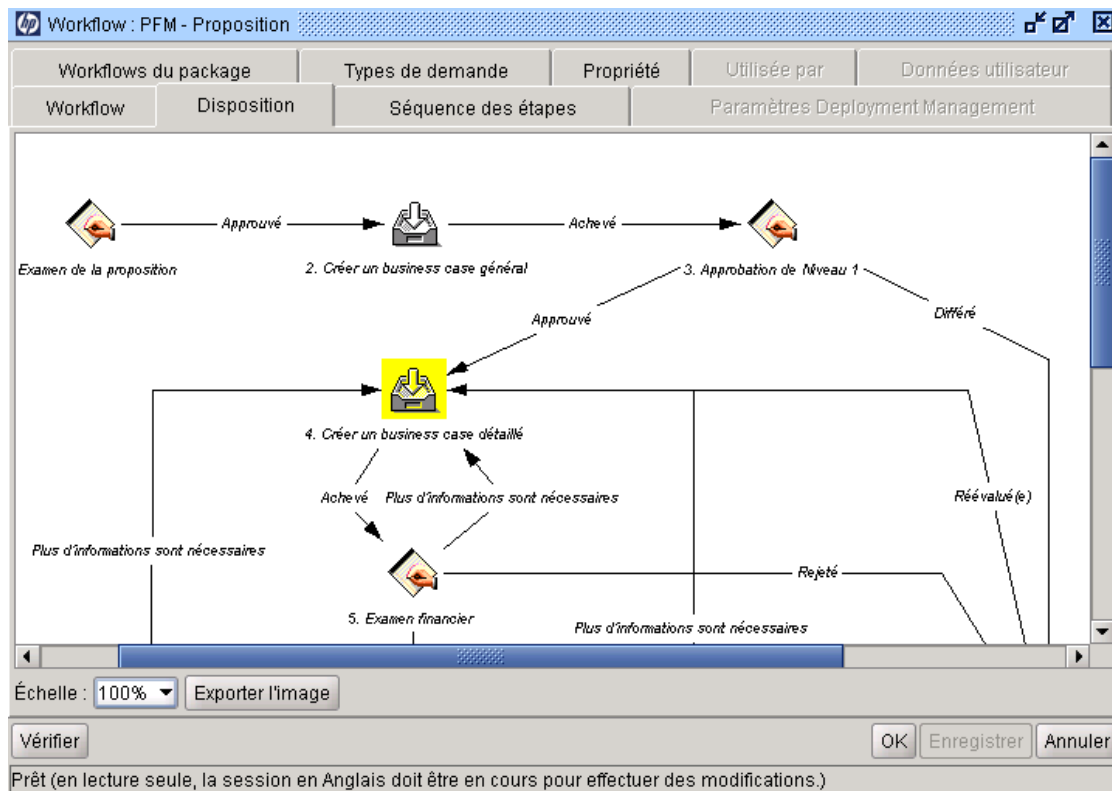 hp Workflow : PFM - Proposition
Workflows du package
Types de demande
Propriété
Utilisée par
Données utilisateur
Workflow
Disposition
Séquence des étapes
Paramètres Deployment Management
Approuvé
Achevé
Examen de la proposition
2. Créer un business case général
3. Approbation de Niveau 1
Approuvé
Différé
4. Créer un business case détaillé
Achevé
Plus d'informations sont nécessaires
Réévalué(e)
Plus d'informations sont nécessaires
Rejeté
5. Examen financier
Plus d'informations sont nécessaires
Échelle : 100% Exporter l'image
Vérifier
OK
Enregistrer
Annuler
Prêt (en lecture seule, la session en Anglais doit être en cours pour effectuer des modifications.)